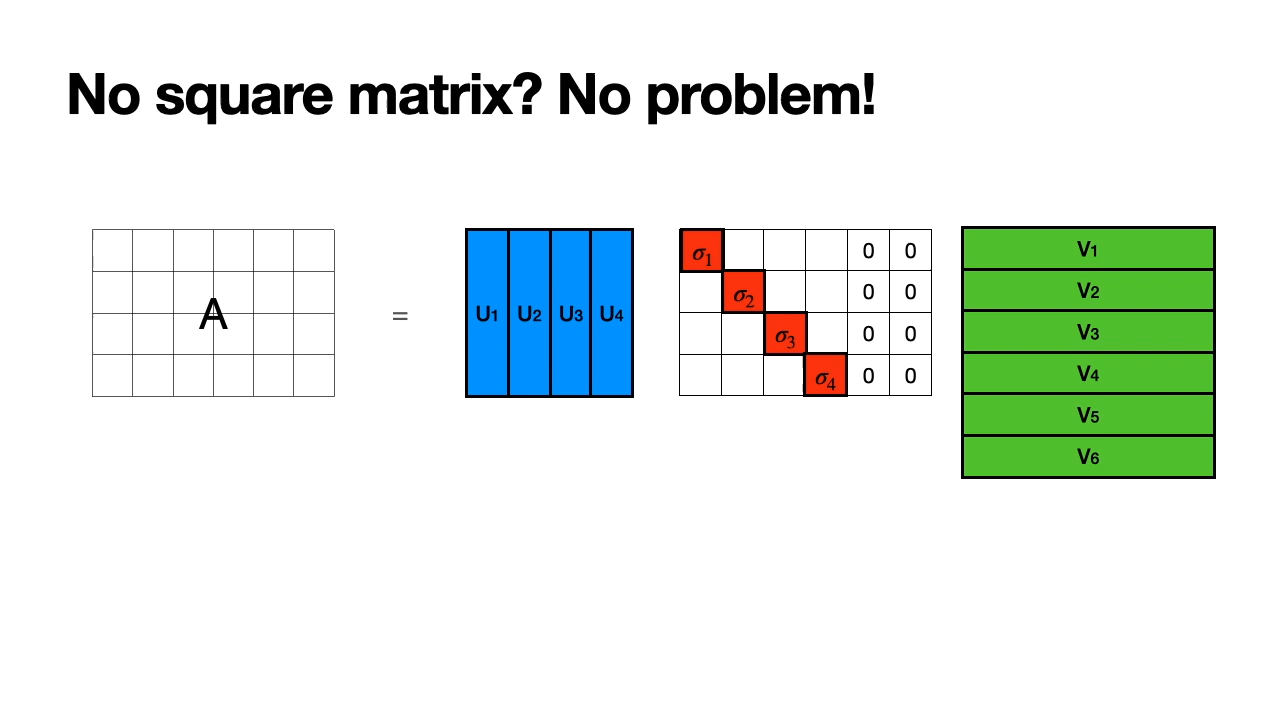 No square matrix? No problem!
A
=
U1 U2 U3 U4
σ1 0 0
σ2 0 0
σ3 0 0
σ4 0 0
V1
V2
V3
V4
V5
V6